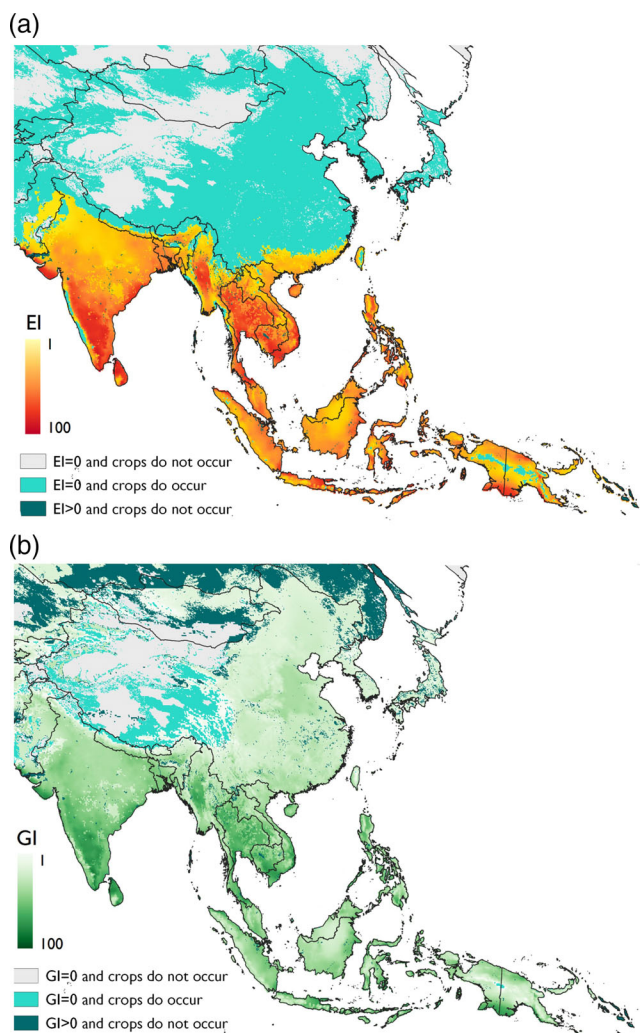 (a)
EI
1
100
EI=0 and crops do not occur
EI=0 and crops do occur
EI>0 and crops do not occur
(b)
GI
1
100
GI=0 and crops do not occur
GI=0 and crops do occur
GI>0 and crops do not occur